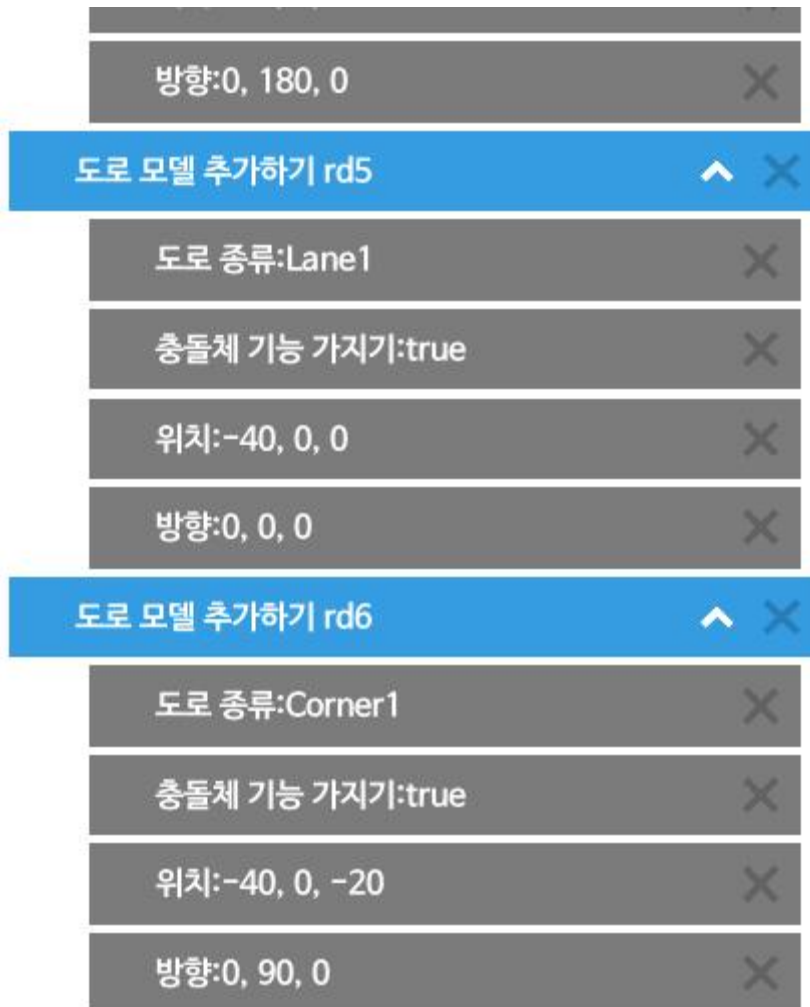 방향:0, 180, 0
도로 모델 추가하기 rd5
도로 종류:Lane1
충돌체 기능 가지기:true
위치:-40, 0, 0
방향:0, 0, 0
도로 모델 추가하기 rd6
도로 종류:Corner1
충돌체 기능 가지기:true
위치:-40, 0, -20
방향:0, 90, 0